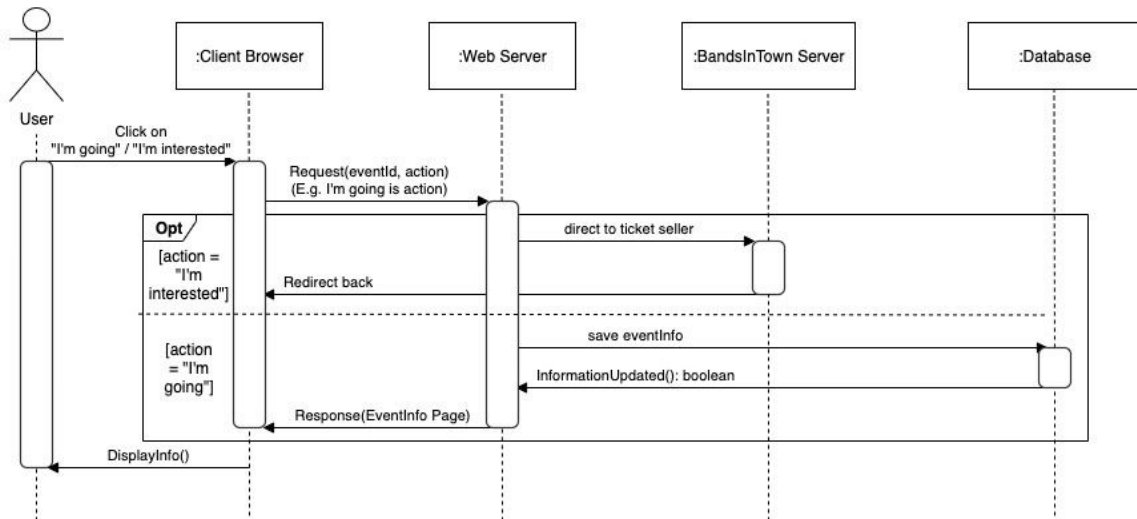 :Client Browser
:Web Server
:BandsInTown Server
:Database
User
Click on
"I'm going" / "I'm interested"
Request(eventId, action)
(E.g. I'm going is action)
Opt
direct to ticket seller
[action =
"I'm
interested"]
Redirect back
save eventInfo
[action
= "I'm
going"]
InformationUpdated(): boolean
Response(EventInfo Page)
DisplayInfo()